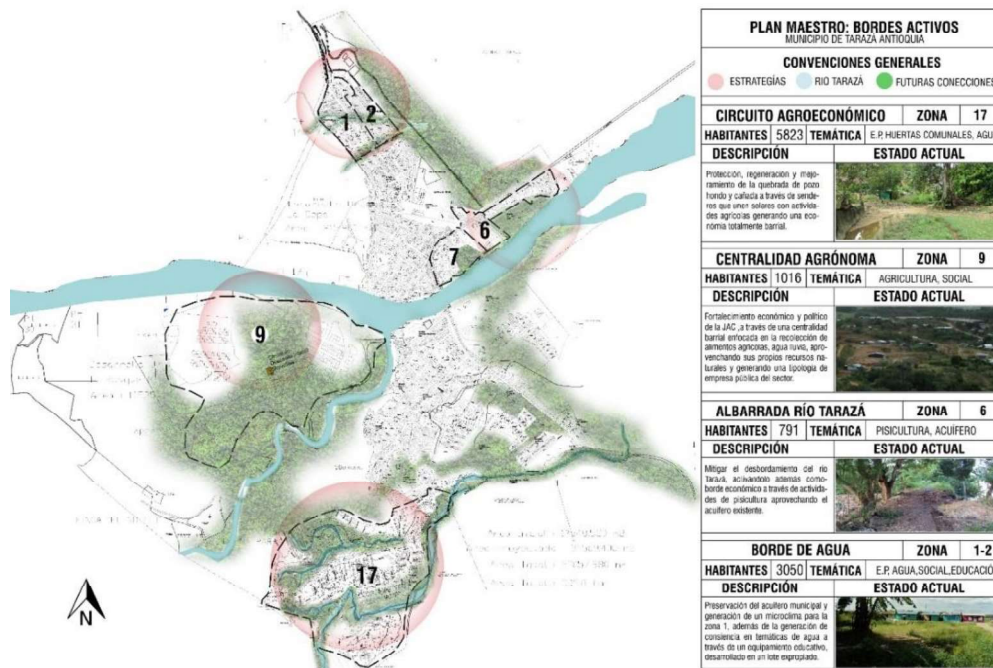 PLAN MAESTRO: BORDES ACTIVOS
MUNICIPIO DE TARAZÁ ANTIOQUIA
CONVENCIONES GENERALES
ESTRATEGÍAS RIO TARAZÁ FUTURAS CONECCIONES
CIRCUITO AGROECONÓMICO ZONA 17
HABITANTES 5823 TEMÁTICA E.P, HUERTAS COMUNALES, AGU
DESCRIPCIÓN ESTADO ACTUAL
Protección, regeneración y mejo-
ramiento de la quebrada de pozo
hondo y cañada a través de sende-
ros que unen solares con activida-
des agrícolas generando una eco-
nomía totalmente barrial.
CENTRALIDAD AGRÓNOMA ZONA 9
HABITANTES 1016 TEMÁTICA AGRICULTURA, SOCIAL
DESCRIPCIÓN ESTADO ACTUAL
Fortalecimiento económico y político
de la JAC ,a través de una centralidad
barrial enfocada en la recolección de
alimentos agrícolas, agua lluvia, apro-
venchando sus propios recursos na-
turales y generando una tipología de
empresa pública del sector.
ALBARRADA RÍO TARAZÁ ZONA 6
HABITANTES 791 TEMÁTICA PISICULTURA, ACUÍFERO
DESCRIPCIÓN ESTADO ACTUAL
Mitigar el desbordamiento del rio
Tarazá, activándolo además como
borde económico a través de activida-
des de pisicultura aprovechando el
acuífero existente.
BORDE DE AGUA ZONA 1-2
HABITANTES 3050 TEMÁTICA E.P, AGUA,SOCIAL,EDUCACIÓ
DESCRIPCIÓN ESTADO ACTUAL
Preservación del acuífero municipal y
generación de un microclima para la
zona 1, además de la generación de
consiencia en temáticas de agua a
través de un equipamiento educativo,
desarrollado en un lote expropiado.
1
2
6
7
9
17
N